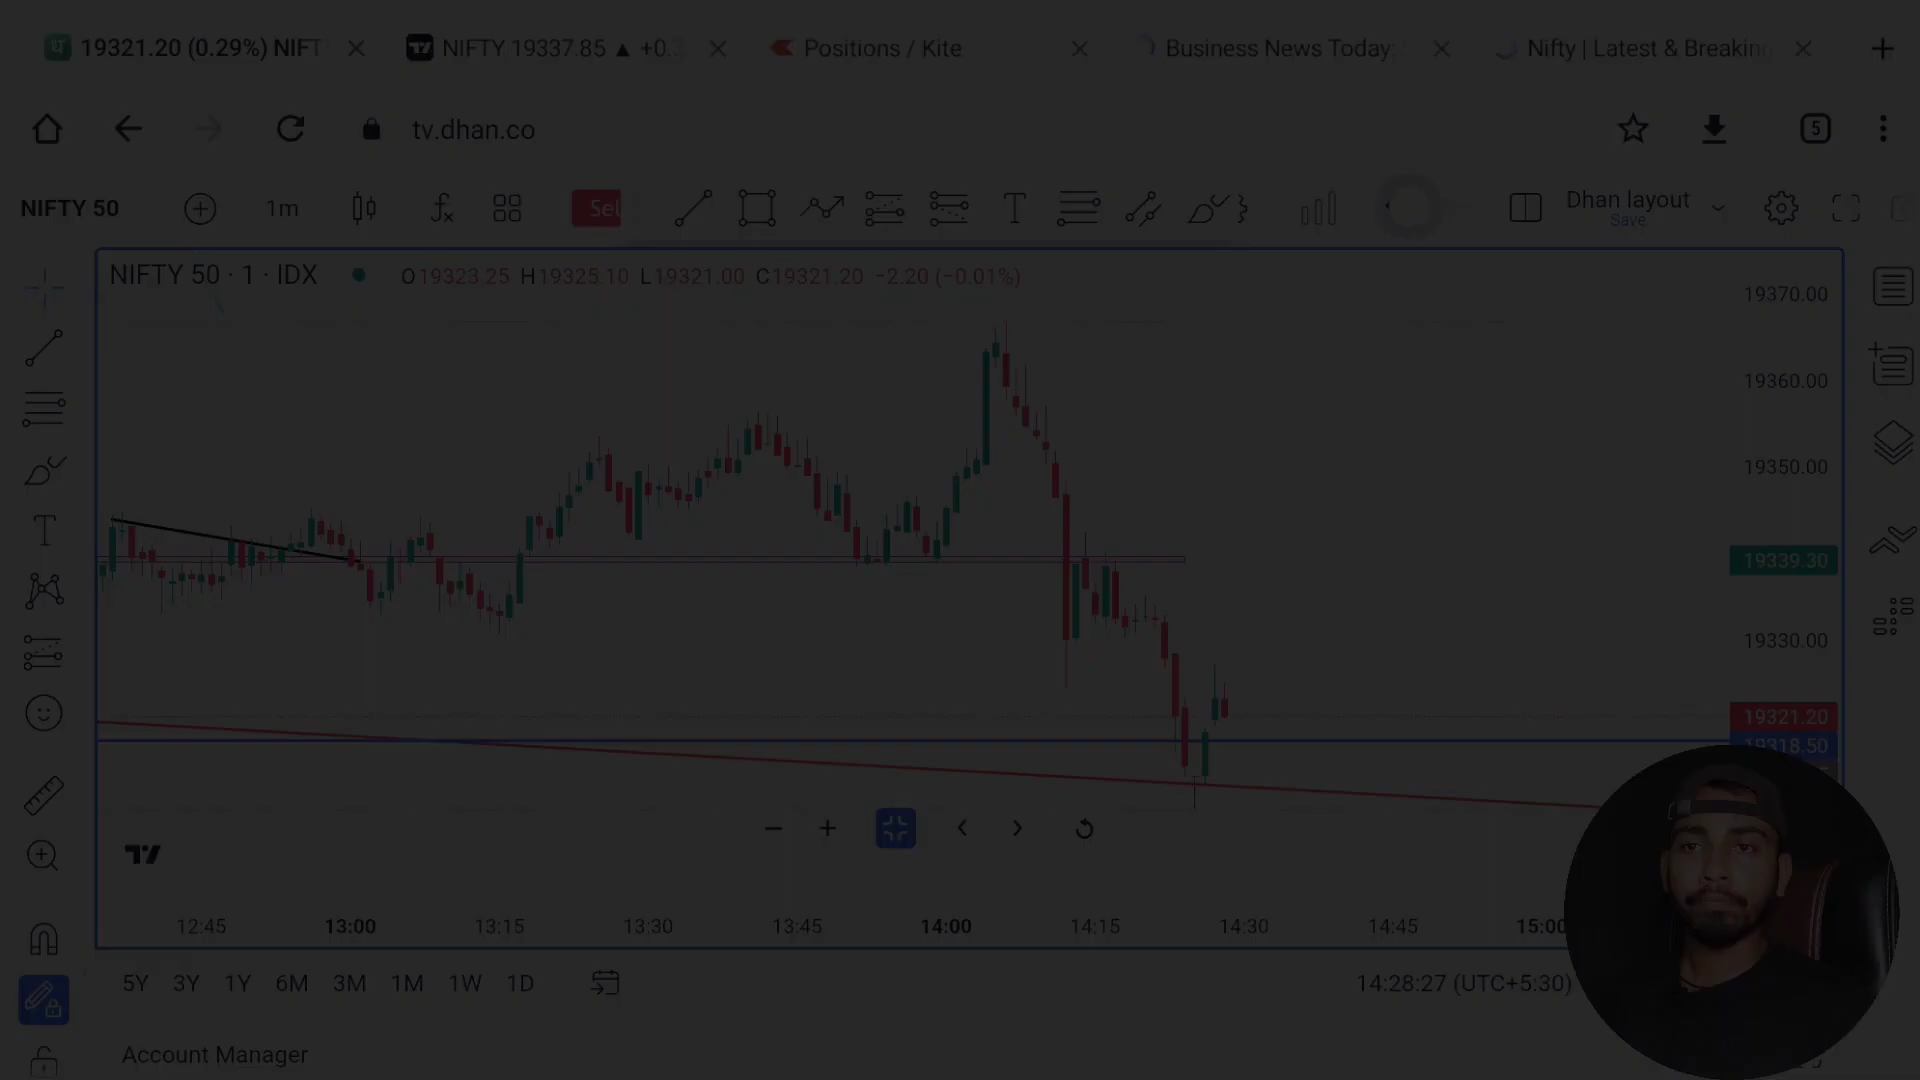 19321.20 (0.29%) NIFT
NIFTY 19337.85 ▲ +0.3
Positions / Kite
Business News Today:
Nifty | Latest & Breaking
tv.dhan.co
5
NIFTY 50
1m
Sel
Dhan layout
Save
NIFTY 50 · 1 · IDX
O19323.25 H19325.10 L19321.00 C19321.20 −2.20 (−0.01%)
19370.00
19360.00
19350.00
19339.30
19330.00
19321.20
19318.50
12:45
13:00
13:15
13:30
13:45
14:00
14:15
14:30
14:45
15:00
5Y
3Y
1Y
6M
3M
1M
1W
1D
14:28:27 (UTC+5:30)
Account Manager